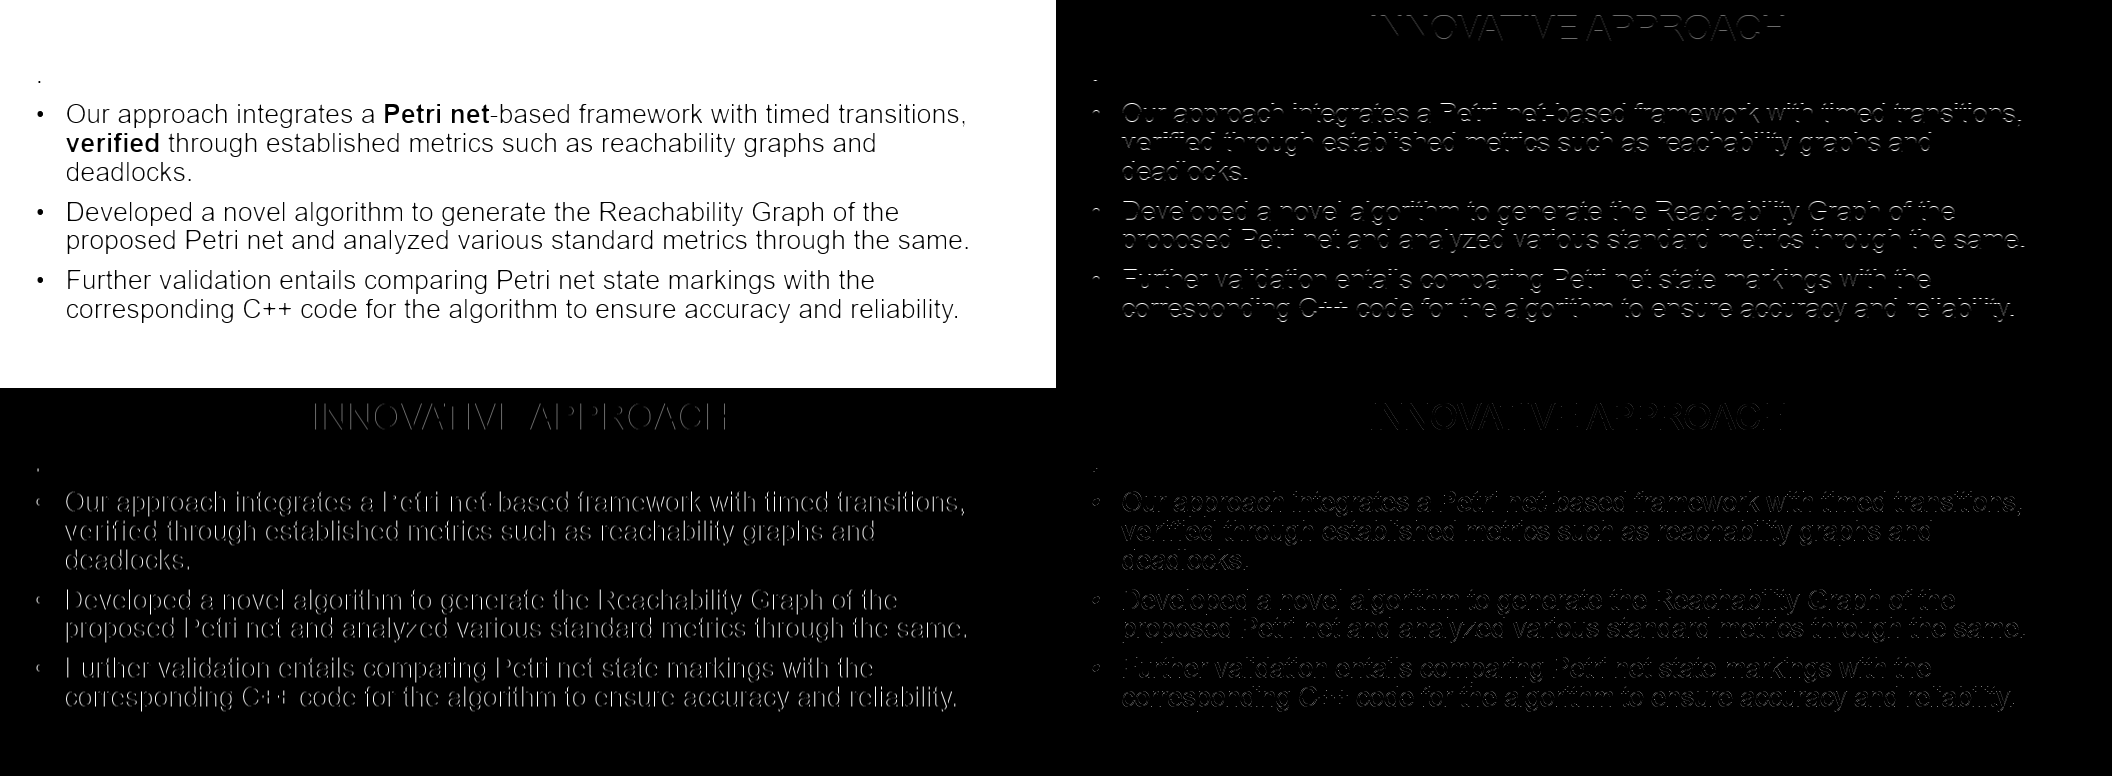 • Our approach integrates a Petri net-based framework with timed transitions,
verified through established metrics such as reachability graphs and
deadlocks.
• Developed a novel algorithm to generate the Reachability Graph of the
proposed Petri net and analyzed various standard metrics through the same.
• Further validation entails comparing Petri net state markings with the
corresponding C++ code for the algorithm to ensure accuracy and reliability.
INNOVATIVE APPROACH
• Our approach integrates a Petri net-based framework with timed transitions,
verified through established metrics such as reachability graphs and
deadlocks.
• Developed a novel algorithm to generate the Reachability Graph of the
proposed Petri net and analyzed various standard metrics through the same.
• Further validation entails comparing Petri net state markings with the
corresponding C++ code for the algorithm to ensure accuracy and reliability.
INNOVATIVE APPROACH
• Our approach integrates a Petri net-based framework with timed transitions,
verified through established metrics such as reachability graphs and
deadlocks.
• Developed a novel algorithm to generate the Reachability Graph of the
proposed Petri net and analyzed various standard metrics through the same.
• Further validation entails comparing Petri net state markings with the
corresponding C++ code for the algorithm to ensure accuracy and reliability.
INNOVATIVE APPROACH
• Our approach integrates a Petri net-based framework with timed transitions,
verified through established metrics such as reachability graphs and
deadlocks.
• Developed a novel algorithm to generate the Reachability Graph of the
proposed Petri net and analyzed various standard metrics through the same.
• Further validation entails comparing Petri net state markings with the
corresponding C++ code for the algorithm to ensure accuracy and reliability.